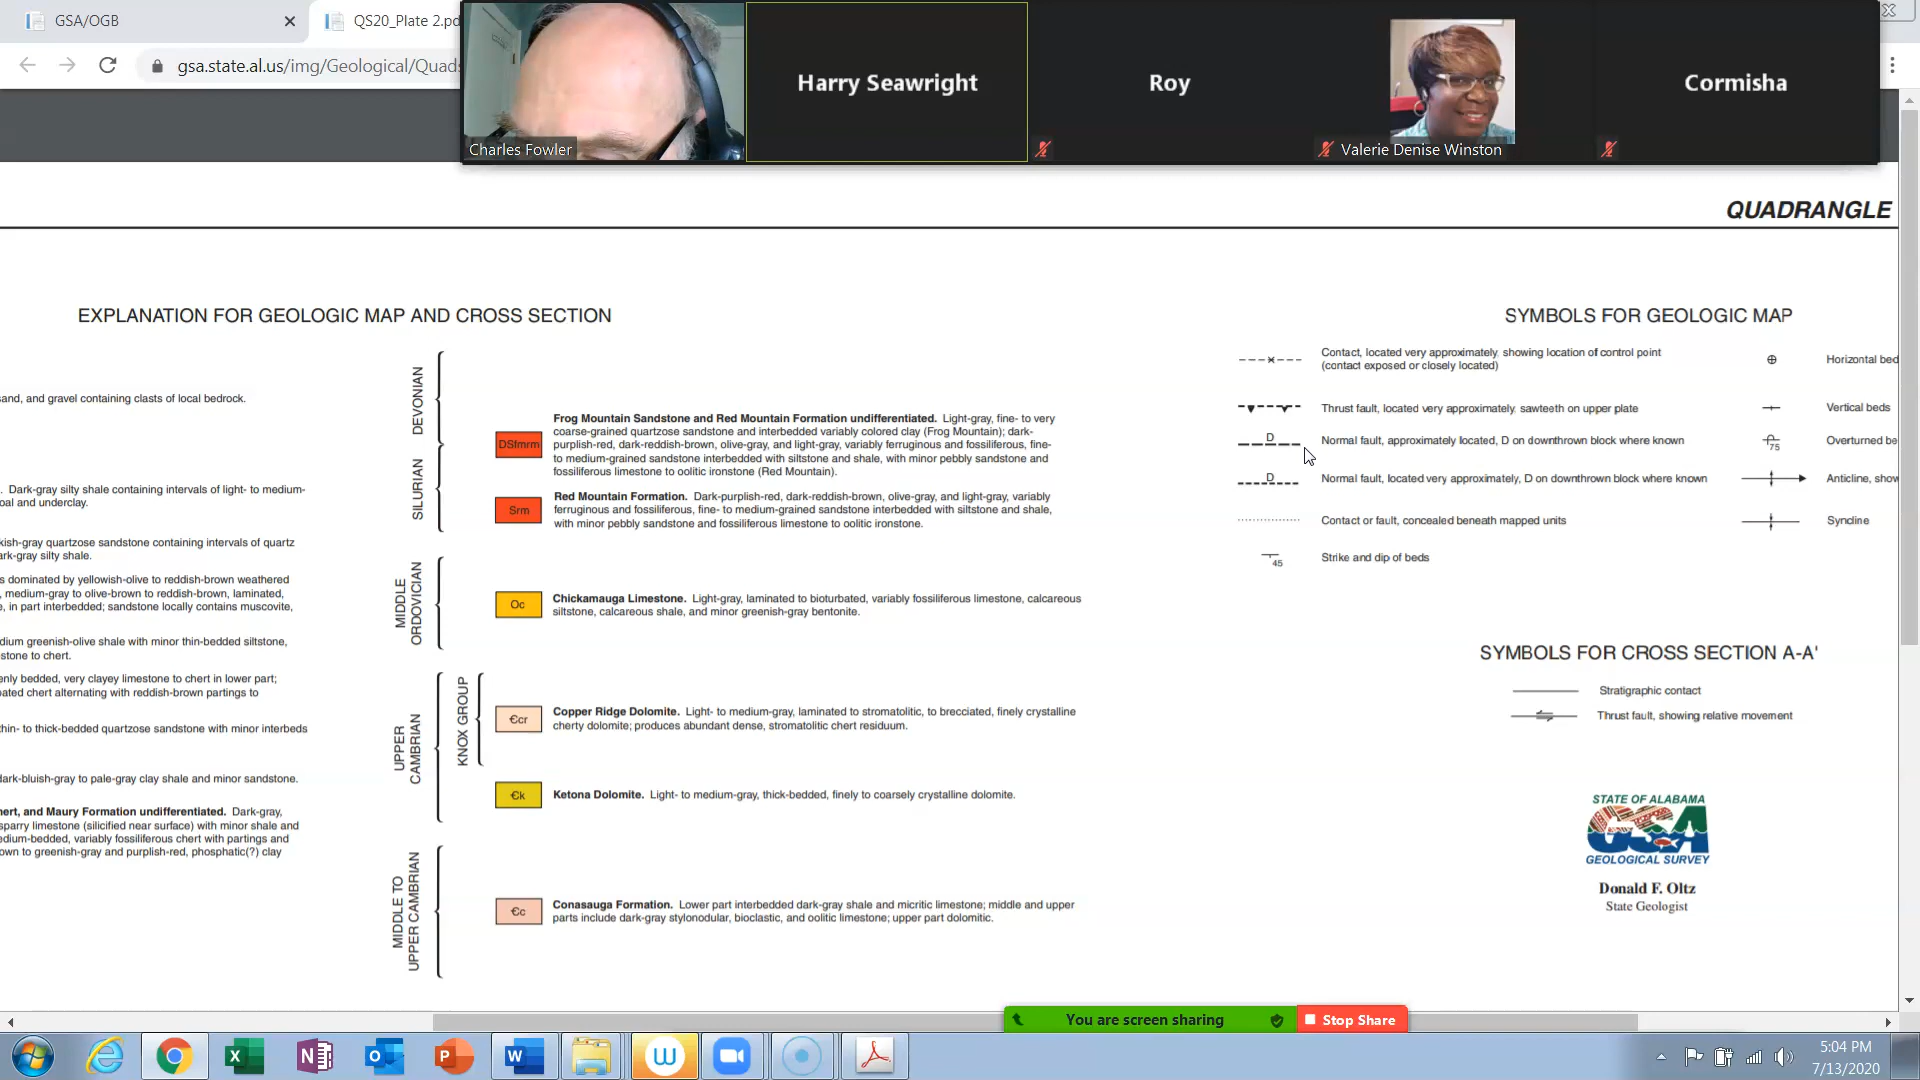 GSA/OGB
QS20_Plate 2.pd
gsa.state.al.us/img/Geological/Quads
Charles Fowler
Harry Seawright
Roy
Valerie Denise Winston
Cormisha
QUADRANGLE
EXPLANATION FOR GEOLOGIC MAP AND CROSS SECTION
sand, and gravel containing clasts of local bedrock.
. Dark-gray silty shale containing intervals of light- to medium-
oal and underclay.
kish-gray quartzose sandstone containing intervals of quartz
ark-gray silty shale.
s dominated by yellowish-olive to reddish-brown weathered
, medium-gray to olive-brown to reddish-brown, laminated,
e, in part interbedded; sandstone locally contains muscovite,
dium greenish-olive shale with minor thin-bedded siltstone,
stone to chert.
enly bedded, very clayey limestone to chert in lower part;
ated chert alternating with reddish-brown partings to
hin- to thick-bedded quartzose sandstone with minor interbeds
dark-bluish-gray to pale-gray clay shale and minor sandstone.
hert, and Maury Formation undifferentiated. Dark-gray,
sparry limestone (silicified near surface) with minor shale and
edium-bedded, variably fossiliferous chert with partings and
own to greenish-gray and purplish-red, phosphatic(?) clay
DEVONIAN
SILURIAN
DSfmrm
Frog Mountain Sandstone and Red Mountain Formation undifferentiated. Light-gray, fine- to very
coarse-grained quartzose sandstone and interbedded variably colored clay (Frog Mountain); dark-
purplish-red, dark-reddish-brown, olive-gray, and light-gray, variably ferruginous and fossiliferous, fine-
to medium-grained sandstone interbedded with siltstone and shale, with minor pebbly sandstone and
fossiliferous limestone to oolitic ironstone (Red Mountain).
Srm
Red Mountain Formation. Dark-purplish-red, dark-reddish-brown, olive-gray, and light-gray, variably
ferruginous and fossiliferous, fine- to medium-grained sandstone interbedded with siltstone and shale,
with minor pebbly sandstone and fossiliferous limestone to oolitic ironstone.
MIDDLE
ORDOVICIAN
Oc
Chickamauga Limestone. Light-gray, laminated to bioturbated, variably fossiliferous limestone, calcareous
siltstone, calcareous shale, and minor greenish-gray bentonite.
UPPER
CAMBRIAN
KNOX GROUP
Єcr
Copper Ridge Dolomite. Light- to medium-gray, laminated to stromatolitic, to brecciated, finely crystalline
cherty dolomite; produces abundant dense, stromatolitic chert residuum.
Єk
Ketona Dolomite. Light- to medium-gray, thick-bedded, finely to coarsely crystalline dolomite.
MIDDLE TO
UPPER CAMBRIAN
Єc
Conasauga Formation. Lower part interbedded dark-gray shale and micritic limestone; middle and upper
parts include dark-gray stylonodular, bioclastic, and oolitic limestone; upper part dolomitic.
SYMBOLS FOR GEOLOGIC MAP
Contact, located very approximately, showing location of control point
(contact exposed or closely located)
Thrust fault, located very approximately, sawteeth on upper plate
D
Normal fault, approximately located, D on downthrown block where known
D
Normal fault, located very approximately, D on downthrown block where known
Contact or fault, concealed beneath mapped units
45
Strike and dip of beds
Horizontal bed
Vertical beds
75
Overturned be
Anticline, show
Syncline
SYMBOLS FOR CROSS SECTION A-A'
Stratigraphic contact
Thrust fault, showing relative movement
STATE OF ALABAMA
GSA
GEOLOGICAL SURVEY
Donald F. Oltz
State Geologist
You are screen sharing
Stop Share
5:04 PM
7/13/2020